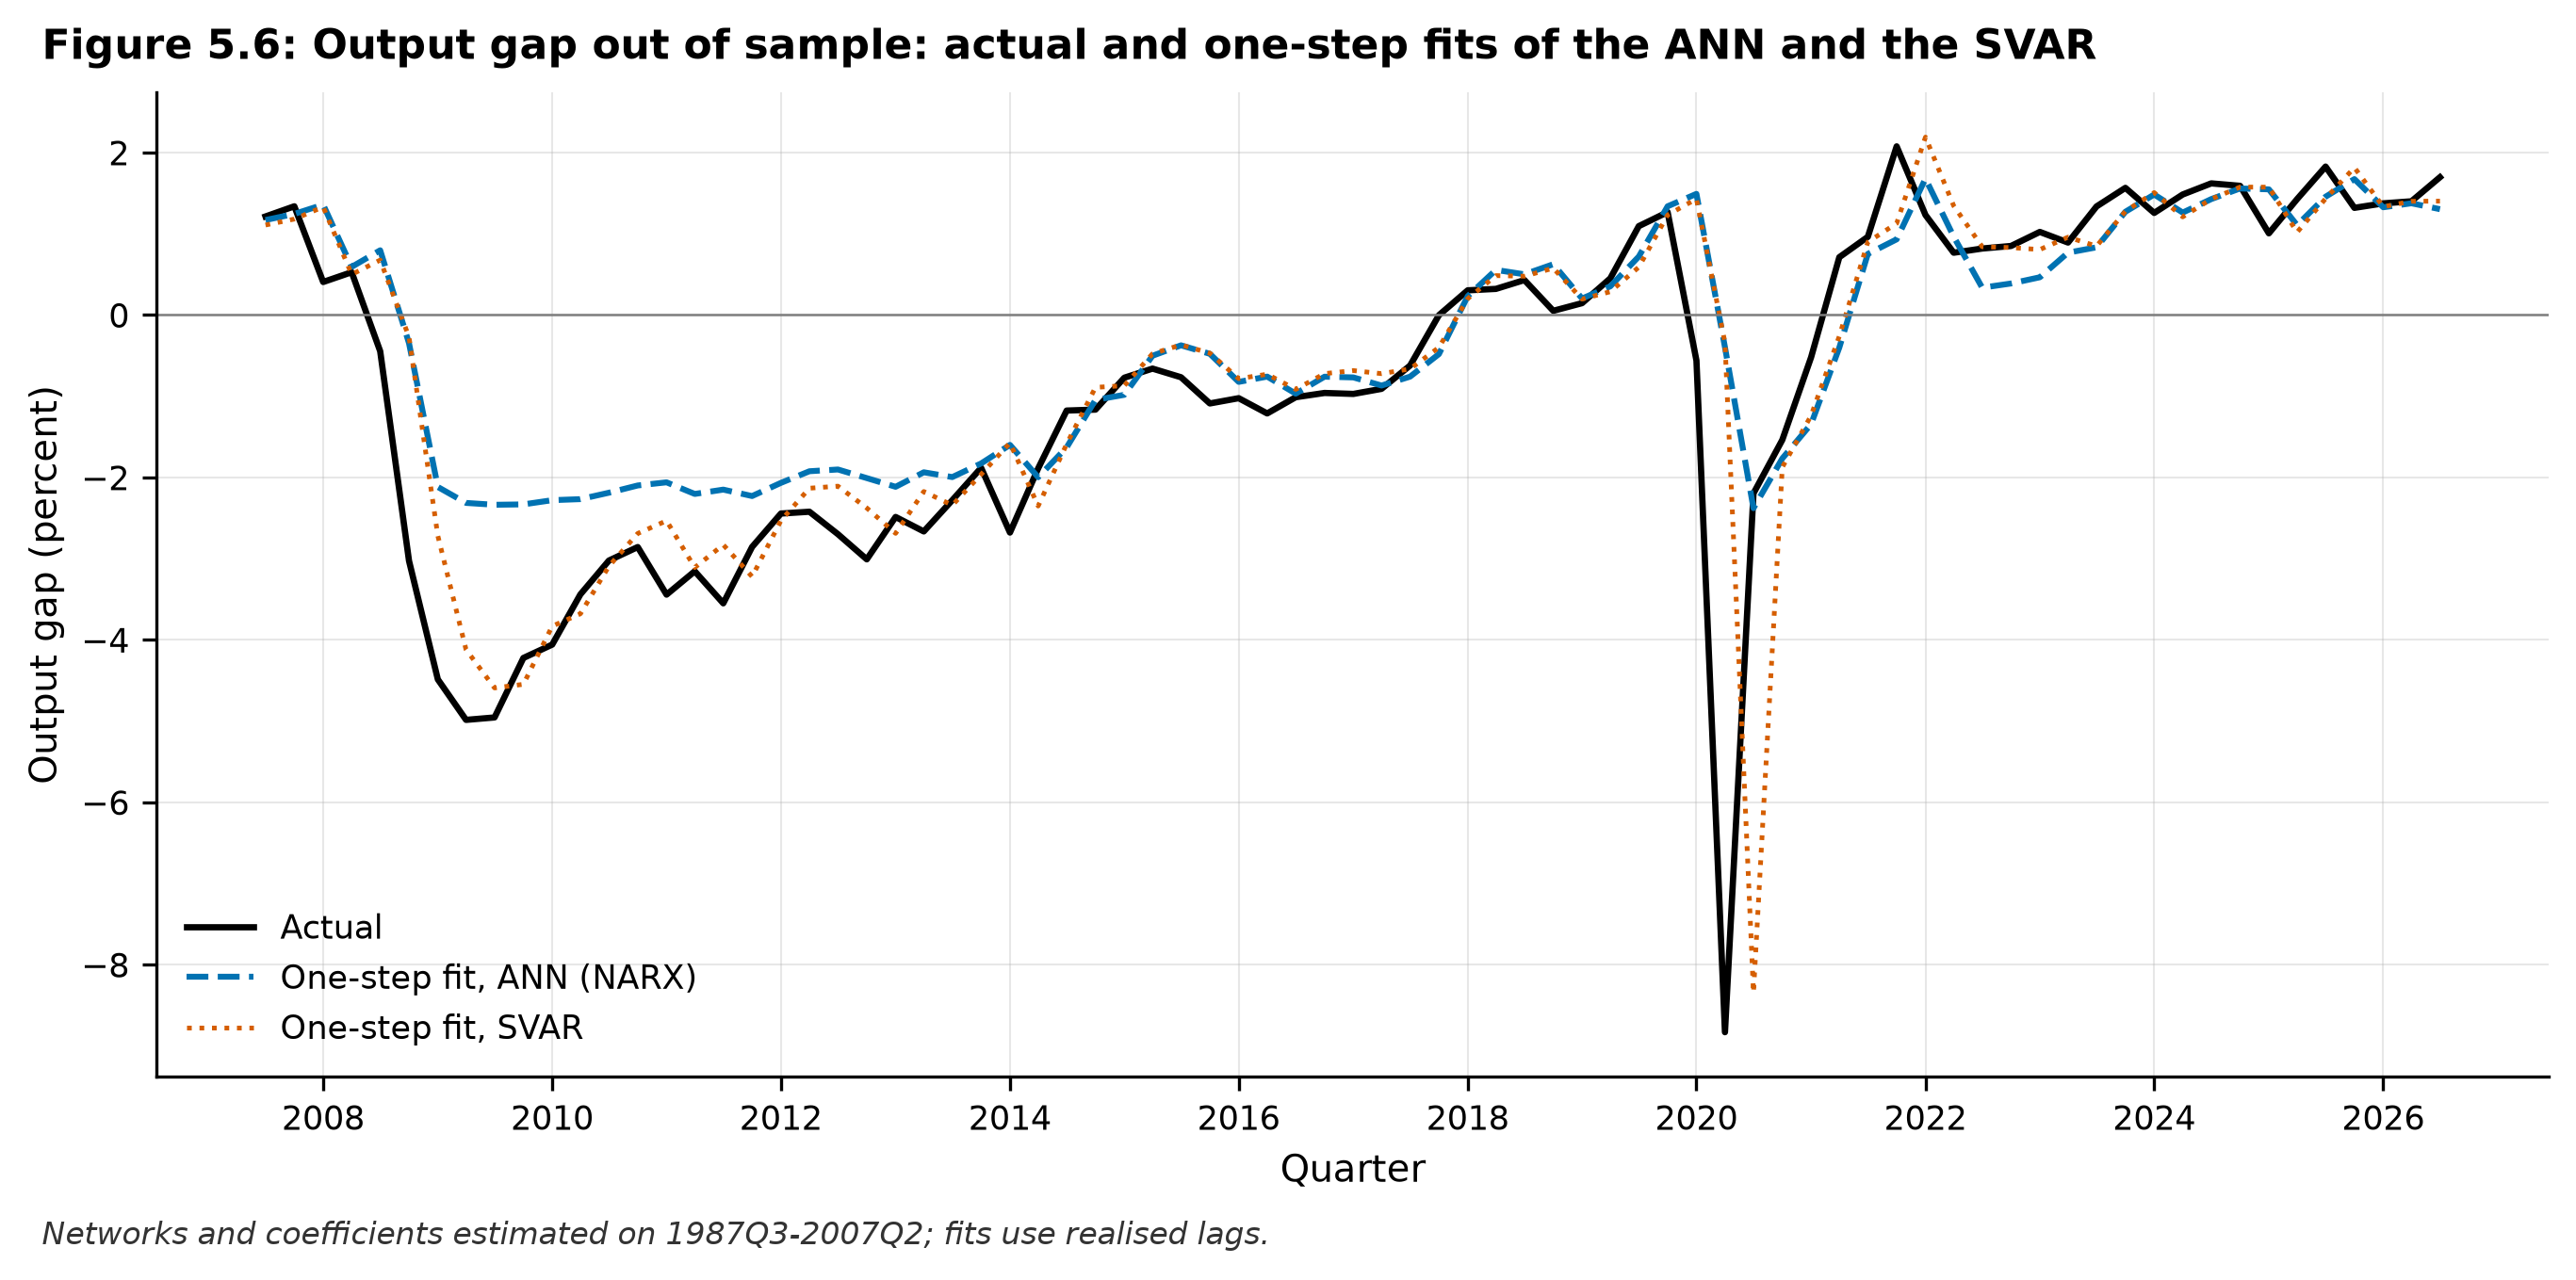 Figure 5.6: Output gap out of sample: actual and one-step fits of the ANN and the SVAR
Output gap (percent)
2
0
−2
−4
−6
−8
Actual
One-step fit, ANN (NARX)
One-step fit, SVAR
2008 2010 2012 2014 2016 2018 2020 2022 2024 2026
Quarter
Networks and coefficients estimated on 1987Q3-2007Q2; fits use realised lags.